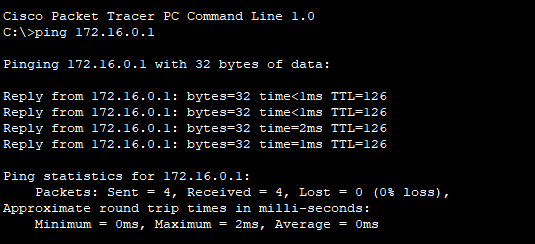 Cisco Packet Tracer PC Command Line 1.0
C:\>ping 172.16.0.1
Pinging 172.16.0.1 with 32 bytes of data:
Reply from 172.16.0.1: bytes=32 time<1ms TTL=126
Reply from 172.16.0.1: bytes=32 time<1ms TTL=126
Reply from 172.16.0.1: bytes=32 time=2ms TTL=126
Reply from 172.16.0.1: bytes=32 time=1ms TTL=126
Ping statistics for 172.16.0.1:
    Packets: Sent = 4, Received = 4, Lost = 0 (0% loss),
Approximate round trip times in milli-seconds:
    Minimum = 0ms, Maximum = 2ms, Average = 0ms